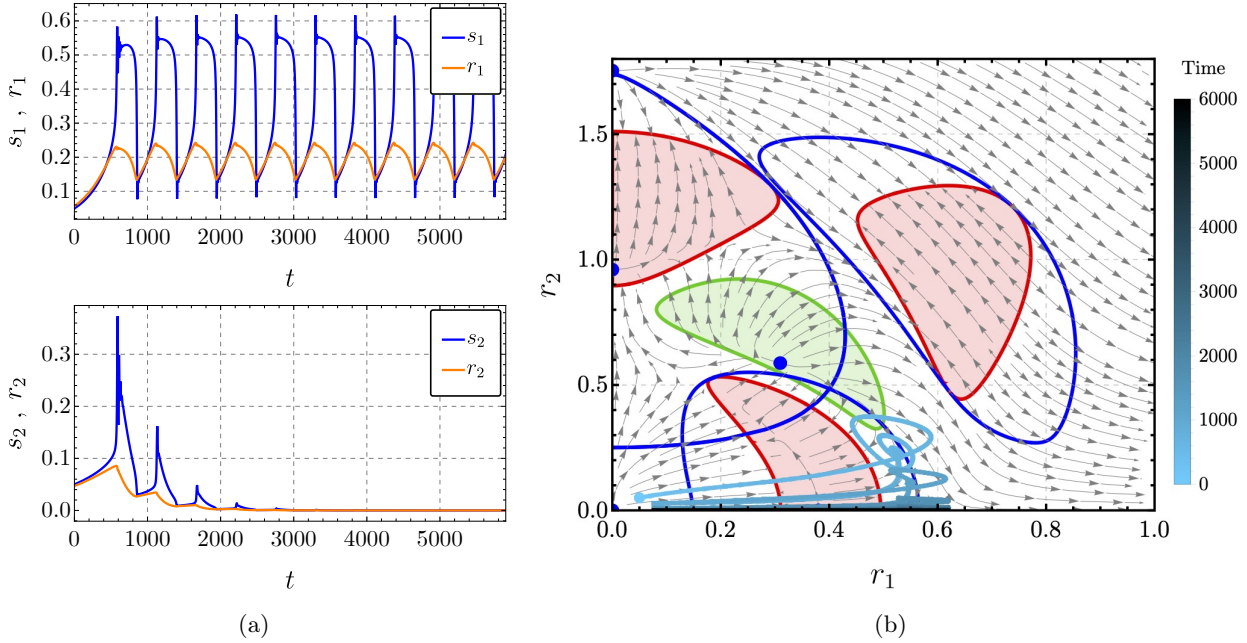 0.6
0.5
0.4
0.3
0.2
0.1
s₁ , r₁
s₁
r₁
0 1000 2000 3000 4000 5000
t
0.3
0.2
0.1
0.0
s₂ , r₂
s₂
r₂
0 1000 2000 3000 4000 5000
t
(a)
1.5
1.0
0.5
0.0
r₂
0.0 0.2 0.4 0.6 0.8 1.0
r₁
Time
6000
5000
4000
3000
2000
1000
0
(b)